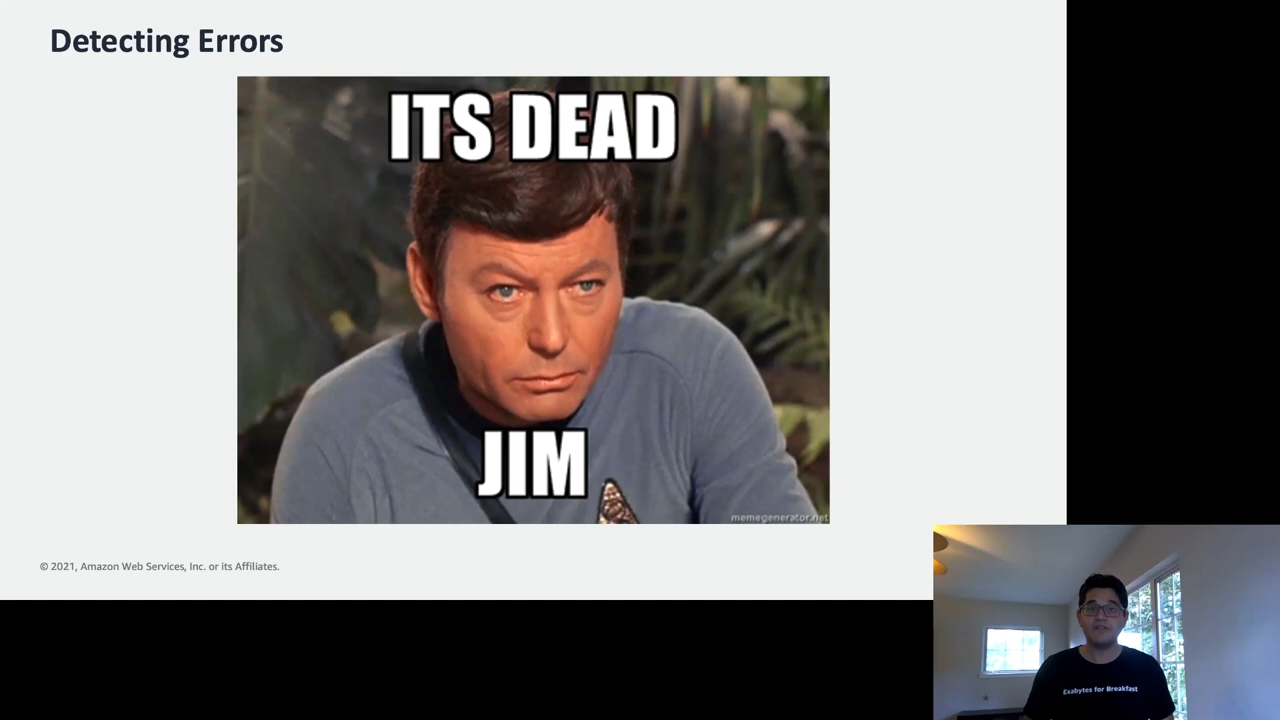 Detecting Errors
ITS DEAD
JIM
memegenerator.net
© 2021, Amazon Web Services, Inc. or its Affiliates.
Exabytes for Breakfast